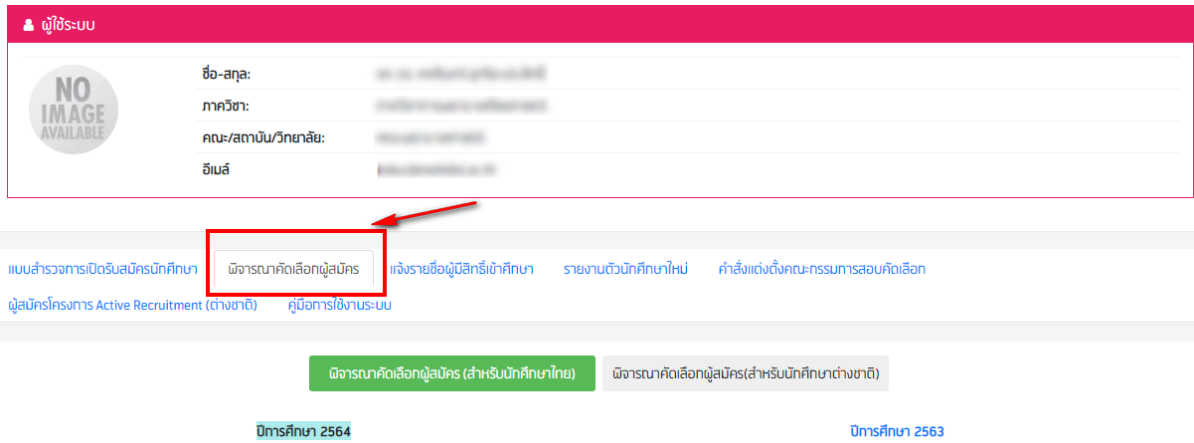 ผู้ใช้ระบบ
NO
IMAGE
AVAILABLE
ชื่อ-สกุล:
ภาควิชา:
คณะ/สถาบัน/วิทยาลัย:
อีเมล์
แบบสำรวจการเปิดรับสมัครนักศึกษา พิจารณาคัดเลือกผู้สมัคร แจ้งรายชื่อผู้มีสิทธิ์เข้าศึกษา รายงานตัวนักศึกษาใหม่ คำสั่งแต่งตั้งคณะกรรมการสอบคัดเลือก
ผู้สมัครโครงการ Active Recruitment (ต่างชาติ) คู่มือการใช้งานระบบ
พิจารณาคัดเลือกผู้สมัคร (สำหรับนักศึกษาไทย) พิจารณาคัดเลือกผู้สมัคร(สำหรับนักศึกษาต่างชาติ)
ปีการศึกษา 2564 ปีการศึกษา 2563